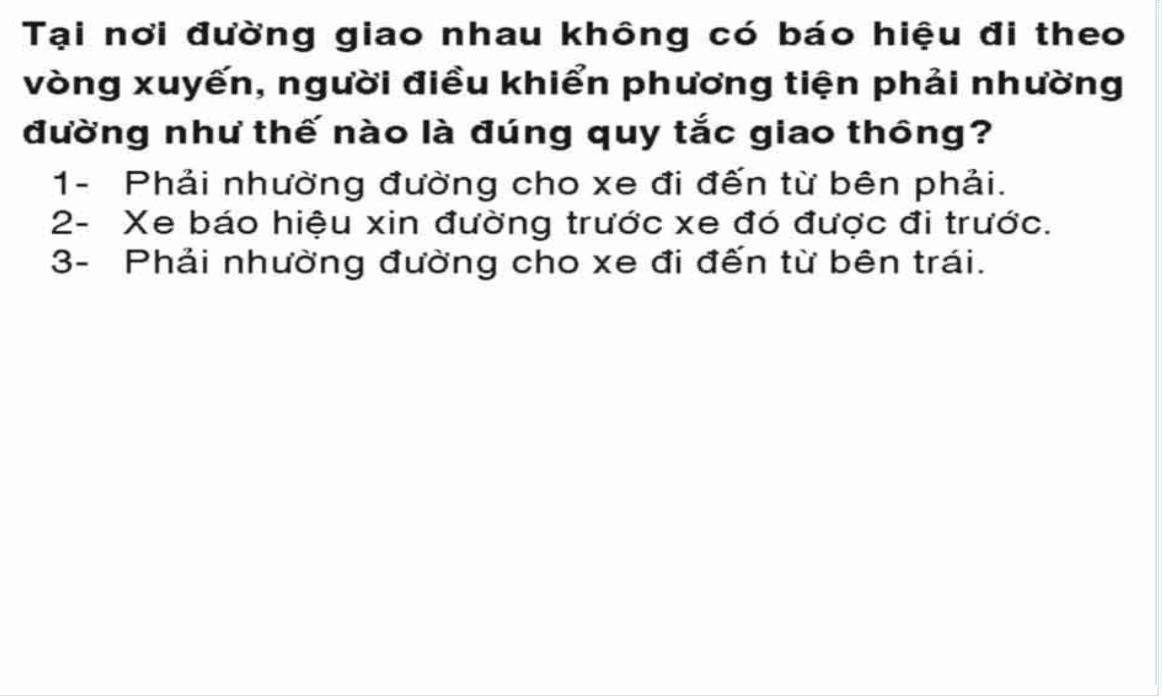 Tại nơi đường giao nhau không có báo hiệu đi theo
vòng xuyến, người điều khiển phương tiện phải nhường
đường như thế nào là đúng quy tắc giao thông?
1- Phải nhường đường cho xe đi đến từ bên phải.
2- Xe báo hiệu xin đường trước xe đó được đi trước.
3- Phải nhường đường cho xe đi đến từ bên trái.